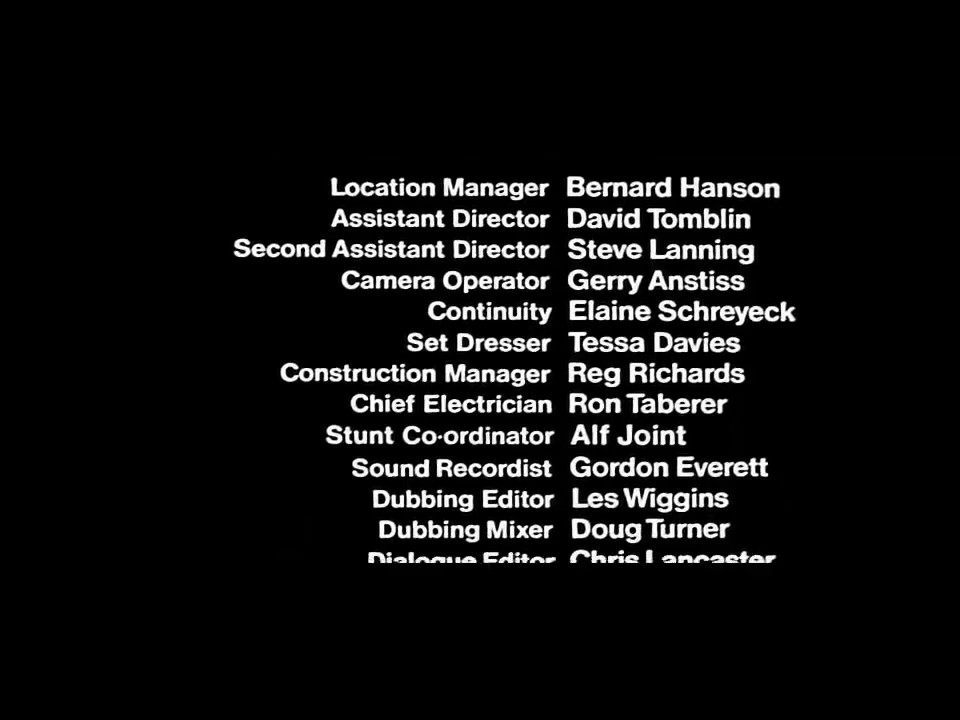 Location Manager Bernard Hanson
Assistant Director David Tomblin
Second Assistant Director Steve Lanning
Camera Operator Gerry Anstiss
Continuity Elaine Schreyeck
Set Dresser Tessa Davies
Construction Manager Reg Richards
Chief Electrician Ron Taberer
Stunt Co·ordinator Alf Joint
Sound Recordist Gordon Everett
Dubbing Editor Les Wiggins
Dubbing Mixer Doug Turner
Dialogue Editor Chris Lancaster